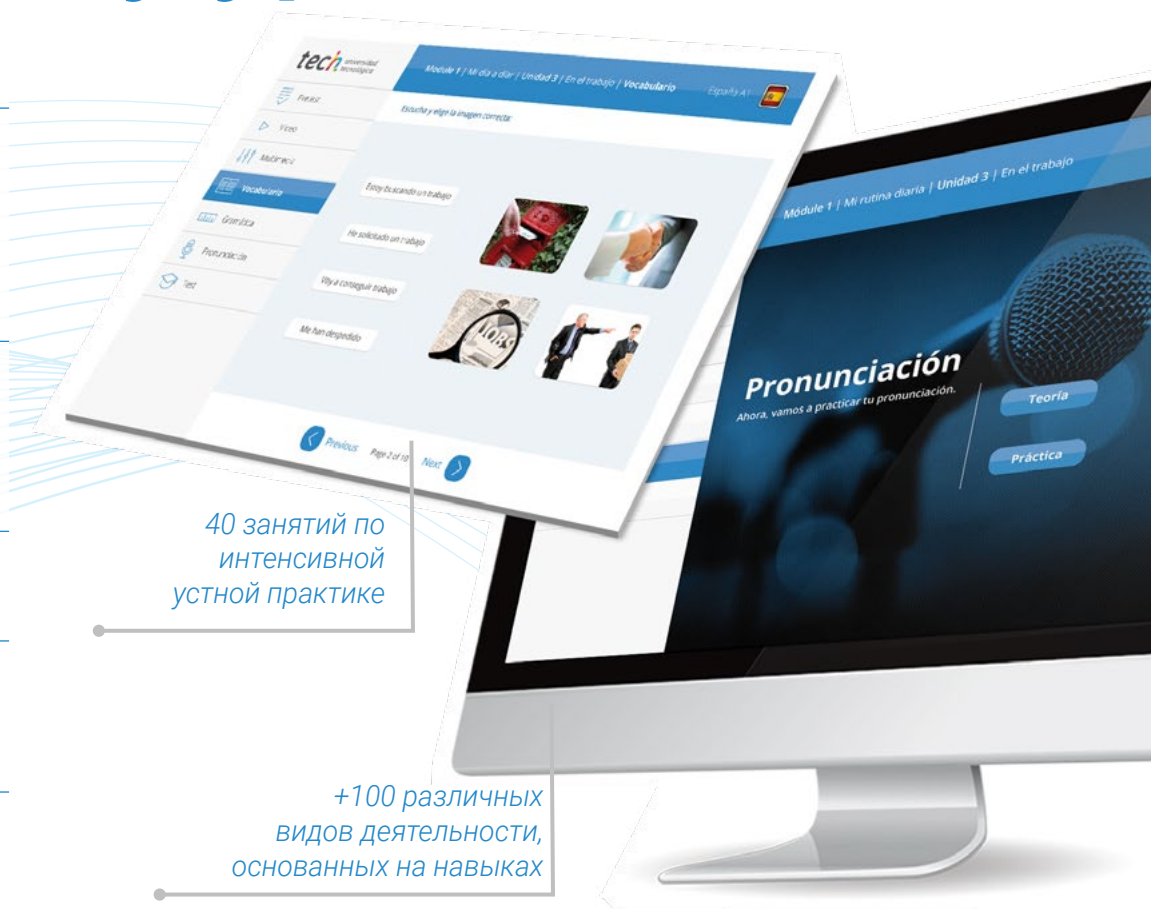 tech universidad
tecnológica
Module 1 | Mi día a díar | Unidad 3 | En el trabajo | Vocabulario
España A1
Escucha y elige la imagen correcta:
Video
Multimedia
Vocabulario
Gramática
Pronunciación
Test
Estoy buscando un trabajo
He solicitado un trabajo
Voy a conseguir trabajo
Me han despedido
JOBS
Previous
Page 2 of 10
Next
Módule 1 | Mi rutina diaria | Unidad 3 | En el trabajo
Pronunciación
Ahora, vamos a practicar tu pronunciación.
Teoría
Práctica
40 занятий по
интенсивной
устной практике
+100 различных
видов деятельности,
основанных на навыках